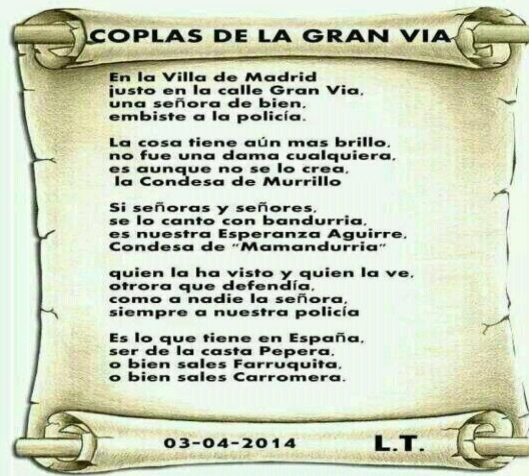 COPLAS DE LA GRAN VIA
En la Villa de Madrid
justo en la calle Gran Via,
una señora de bien,
embiste a la policía.
La cosa tiene aún mas brillo,
no fue una dama cualquiera,
es aunque no se lo crea,
la Condesa de Murrillo
Si señoras y señores,
se lo canto con bandurria,
es nuestra Esperanza Aguirre,
Condesa de "Mamandurria"
quien la ha visto y quien la ve,
otrora que defendía,
como a nadie la señora,
siempre a nuestra policía
Es lo que tiene en España,
ser de la casta Pepera,
o bien sales Farruquita,
o bien sales Carromera.
03-04-2014 L.T.